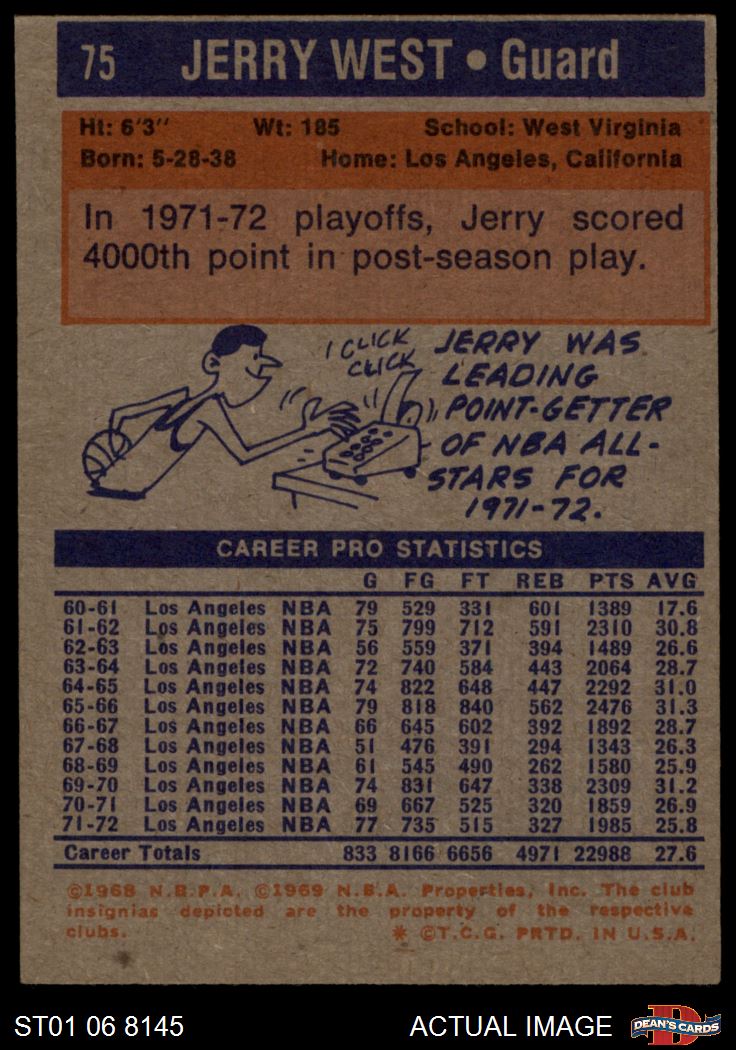 75 JERRY WEST • Guard
Ht: 6'3" Wt: 185 School: West Virginia
Born: 5-28-38 Home: Los Angeles, California
In 1971-72 playoffs, Jerry scored
4000th point in post-season play.
CLICK
CLICK
JERRY WAS
LEADING
POINT-GETTER
OF NBA ALL-
STARS FOR
1971-72.
CAREER PRO STATISTICS
G FG FT REB PTS AVG
60-61 Los Angeles NBA 79 529 331 601 1389 17.6
61-62 Los Angeles NBA 75 799 712 591 2310 30.8
62-63 Los Angeles NBA 56 559 371 394 1489 26.6
63-64 Los Angeles NBA 72 740 584 443 2064 28.7
64-65 Los Angeles NBA 74 822 648 447 2292 31.0
65-66 Los Angeles NBA 79 818 840 562 2476 31.3
66-67 Los Angeles NBA 66 645 602 392 1892 28.7
67-68 Los Angeles NBA 51 476 391 294 1343 26.3
68-69 Los Angeles NBA 61 545 490 262 1580 25.9
69-70 Los Angeles NBA 74 831 647 338 2309 31.2
70-71 Los Angeles NBA 69 667 525 320 1859 26.9
71-72 Los Angeles NBA 77 735 515 327 1985 25.8
Career Totals 833 8166 6656 4971 22988 27.6
©1968 N.B.P.A. ©1969 N.B.A. Properties, Inc. The club
insignias depicted are the property of the respective
clubs. * ©T.C.G. PRTD. IN U.S.A.
ST01 06 8145 ACTUAL IMAGE DEAN'S CARDS